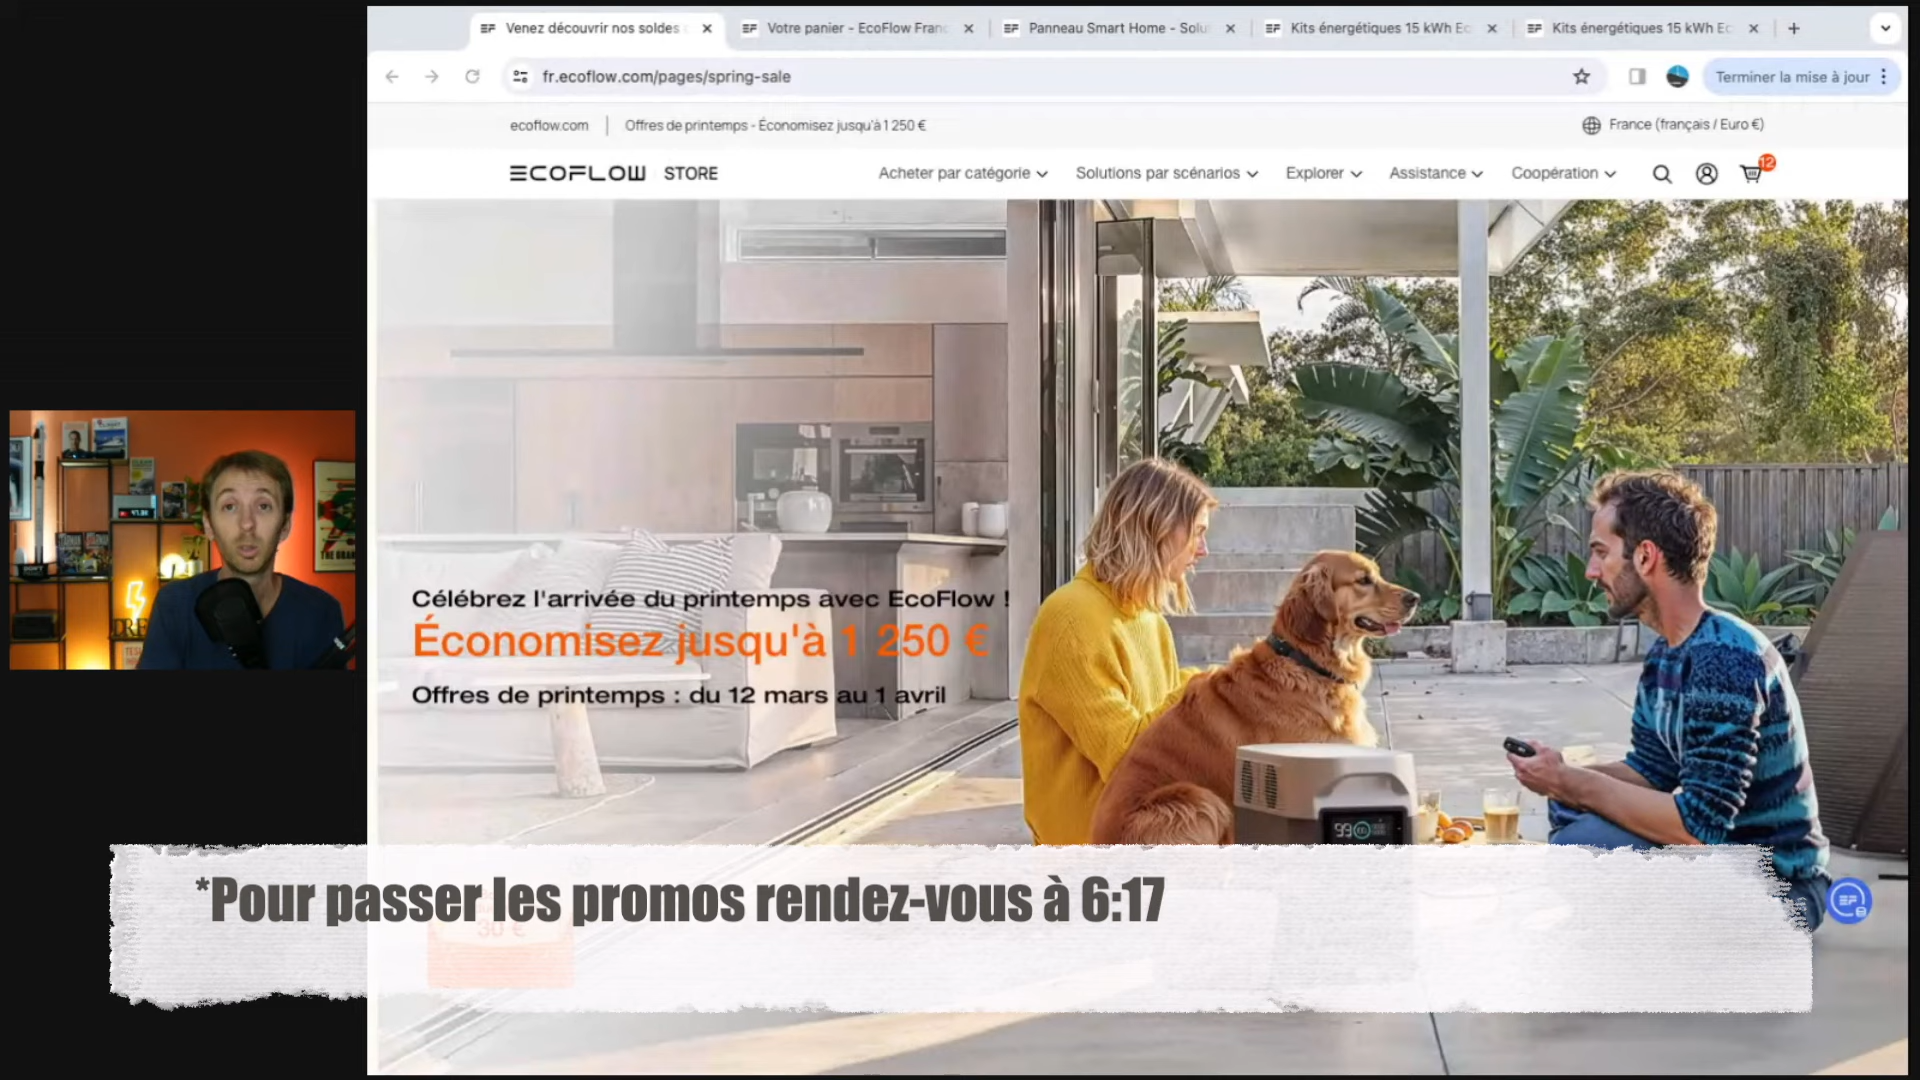 Venez découvrir nos soldes
Votre panier - EcoFlow Franc
Panneau Smart Home - Solu
Kits énergétiques 15 kWh Ec
Kits énergétiques 15 kWh Ec
fr.ecoflow.com/pages/spring-sale
Terminer la mise à jour
ecoflow.com
Offres de printemps - Économisez jusqu'à 1 250 €
France (français / Euro €)
ECOFLOW STORE
Acheter par catégorie
Solutions par scénarios
Explorer
Assistance
Coopération
12
Célébrez l'arrivée du printemps avec EcoFlow !
Économisez jusqu'à 1 250 €
Offres de printemps : du 12 mars au 1 avril
99
*Pour passer les promos rendez-vous à 6:17
30 €